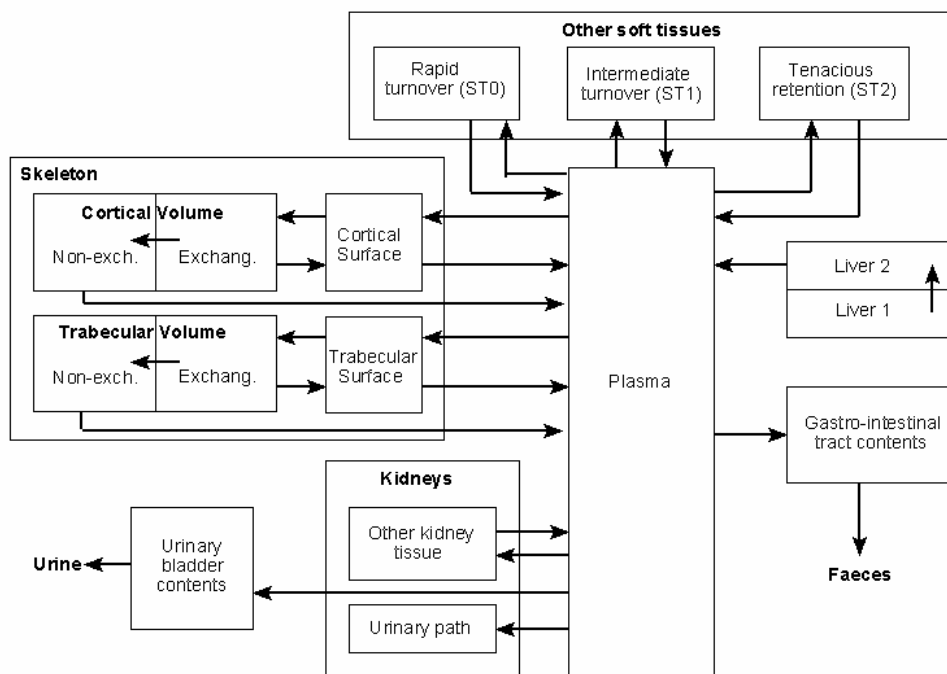 Other soft tissues
Rapid
turnover (ST0)
Intermediate
turnover (ST1)
Tenacious
retention (ST2)
Skeleton
Cortical Volume
Non-exch.
Exchang.
Cortical
Surface
Liver 2
Liver 1
Trabecular Volume
Non-exch.
Exchang.
Trabecular
Surface
Plasma
Gastro-intestinal
tract contents
Kidneys
Other kidney
tissue
Urinary path
Urinary
bladder
contents
Urine
Faeces